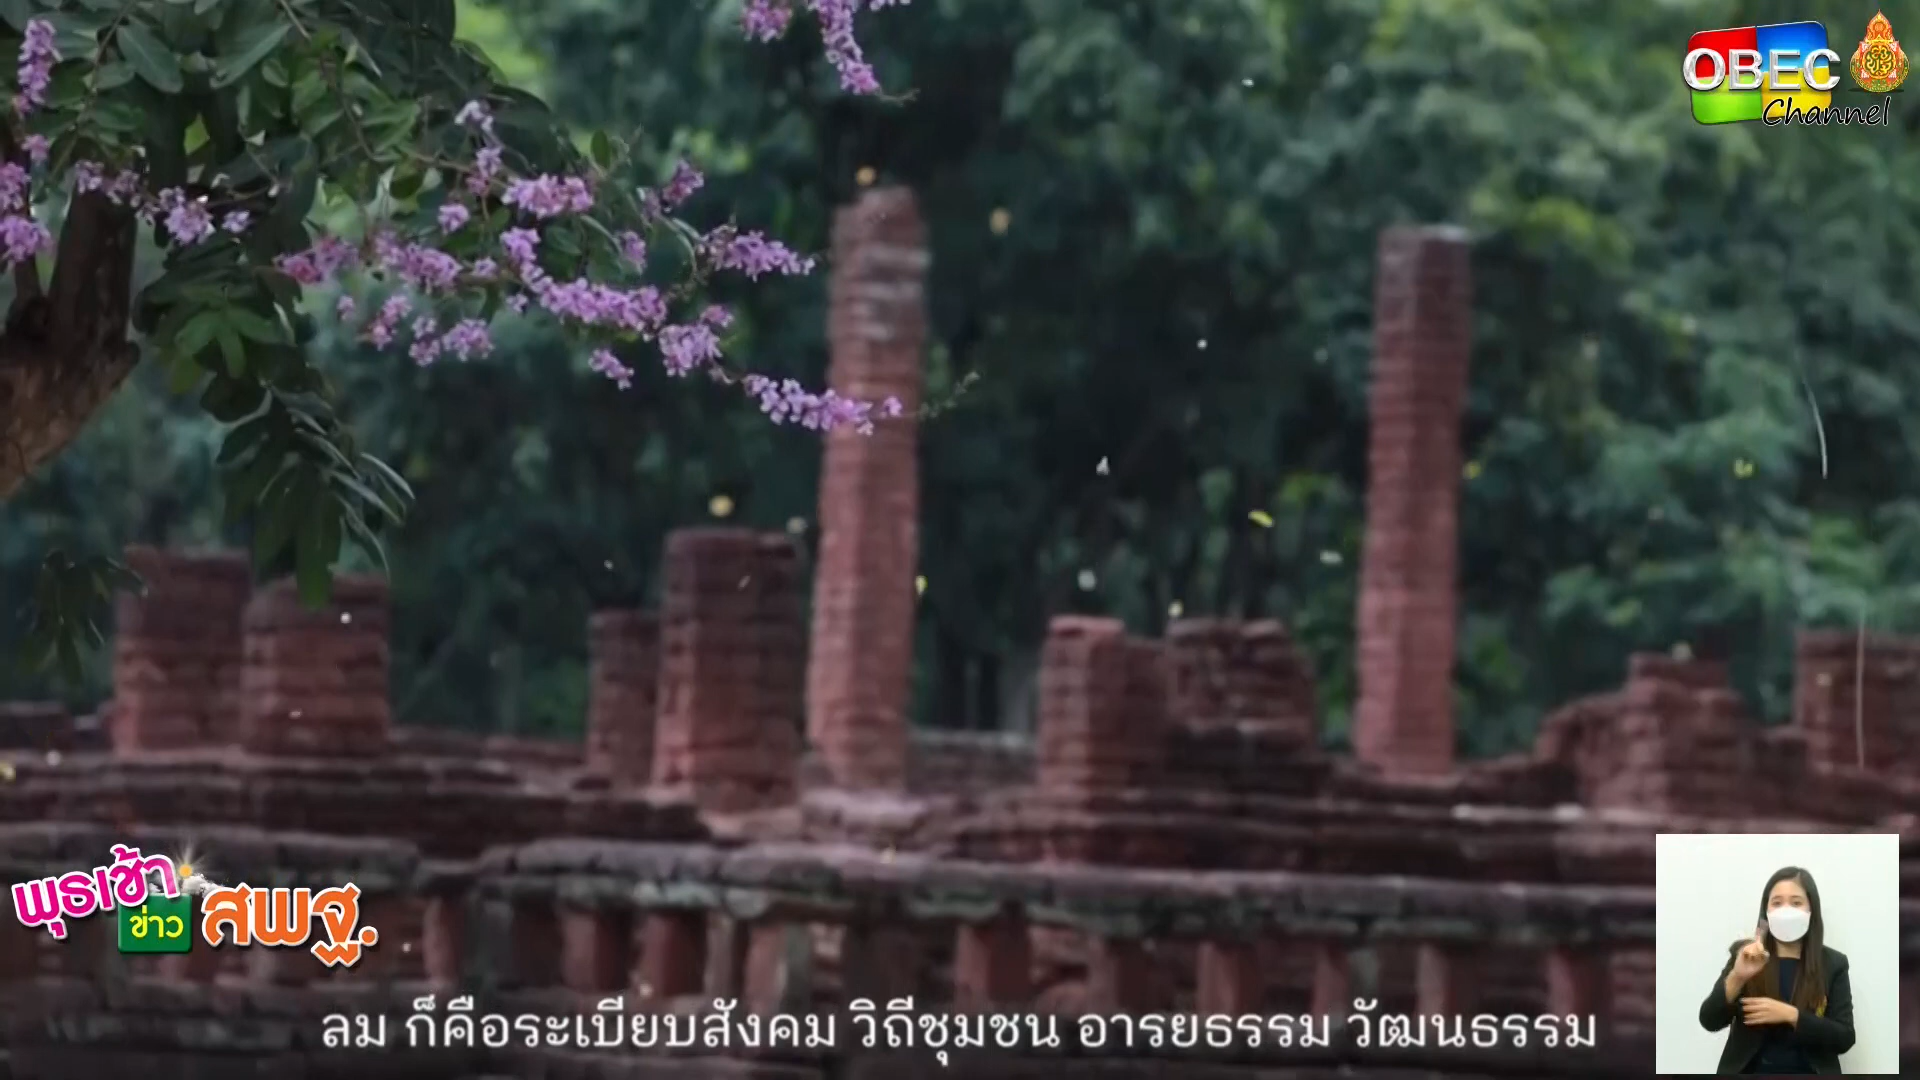 OBEC
Channel
พุธเช้า
ข่าว
สพฐ.
ลม ก็คือระเบียบสังคม วิถีชุมชน อารยธรรม วัฒนธรรม